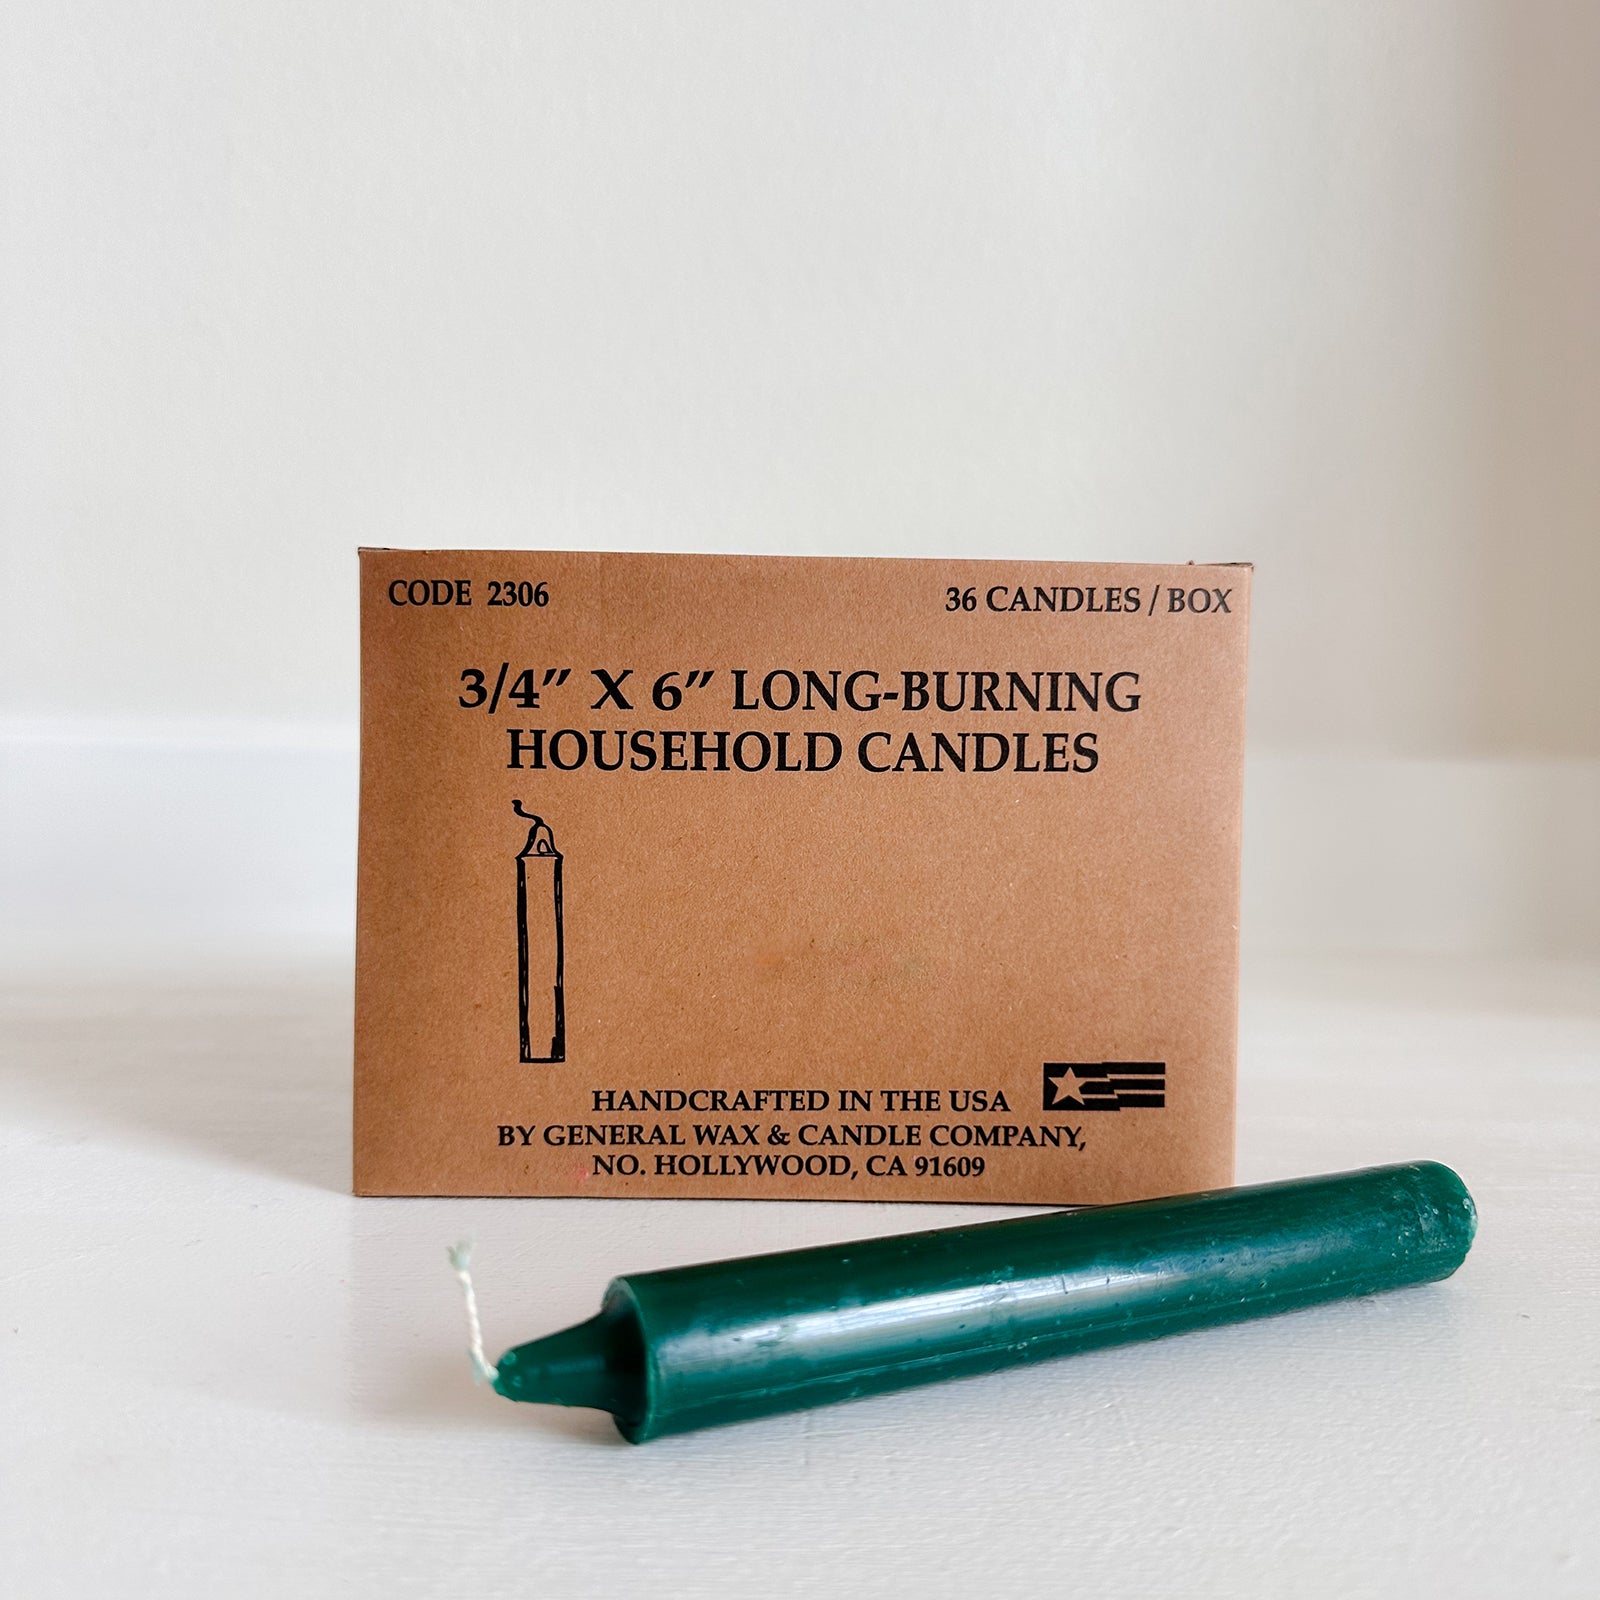 CODE 2306
36 CANDLES / BOX
3/4” X 6” LONG-BURNING
HOUSEHOLD CANDLES
HANDCRAFTED IN THE USA
BY GENERAL WAX & CANDLE COMPANY,
NO. HOLLYWOOD, CA 91609